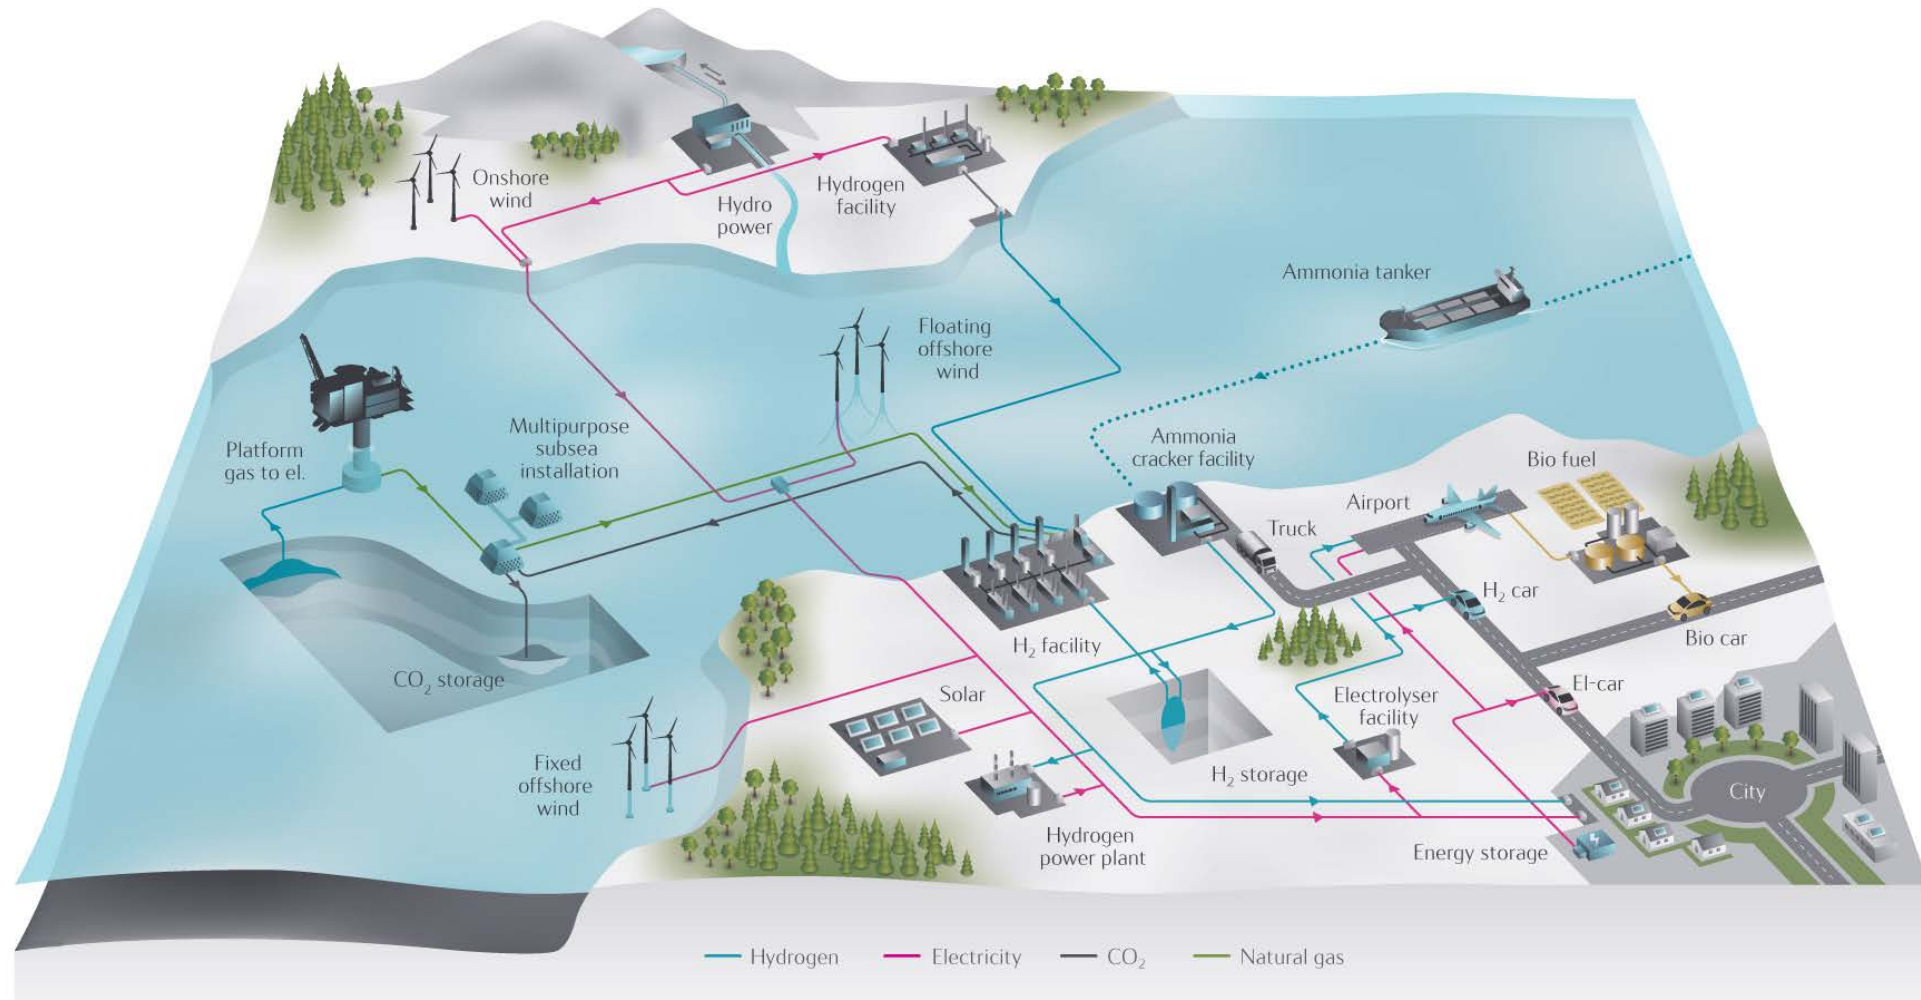 Onshore
wind
Hydro
power
Hydrogen
facility
Ammonia tanker
Floating
offshore
wind
Platform
gas to el.
Multipurpose
subsea
installation
Ammonia
cracker facility
Bio fuel
Airport
Truck
H₂ car
Bio car
H₂ facility
CO₂ storage
Solar
El-car
Electrolyser
facility
Fixed
offshore
wind
H₂ storage
City
Hydrogen
power plant
Energy storage
Hydrogen
Electricity
CO₂
Natural gas